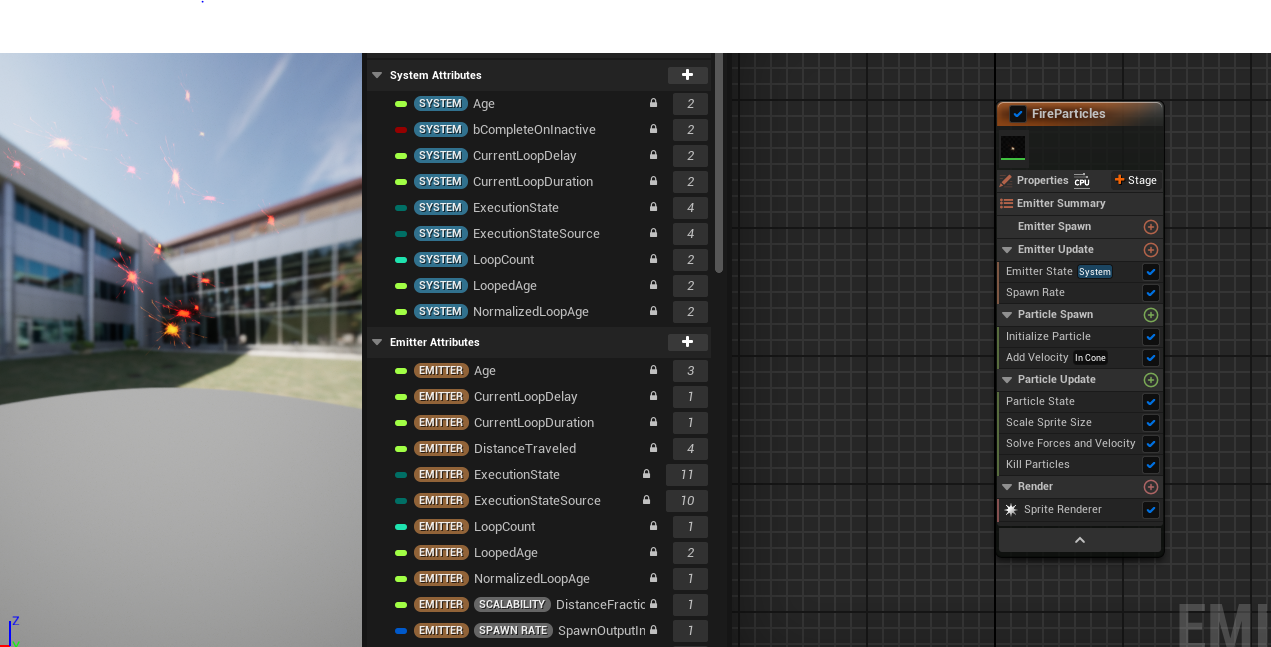 System Attributes
SYSTEM Age 2
SYSTEM bCompleteOnInactive 2
SYSTEM CurrentLoopDelay 2
SYSTEM CurrentLoopDuration 2
SYSTEM ExecutionState 4
SYSTEM ExecutionStateSource 4
SYSTEM LoopCount 2
SYSTEM LoopedAge 2
SYSTEM NormalizedLoopAge 2
Emitter Attributes
EMITTER Age 3
EMITTER CurrentLoopDelay 1
EMITTER CurrentLoopDuration 1
EMITTER DistanceTraveled 4
EMITTER ExecutionState 11
EMITTER ExecutionStateSource 10
EMITTER LoopCount 1
EMITTER LoopedAge 2
EMITTER NormalizedLoopAge 1
EMITTER SCALABILITY DistanceFractic 1
EMITTER SPAWN RATE SpawnOutputIn 1
FireParticles
Properties CPU Stage
Emitter Summary
Emitter Spawn
Emitter Update
Emitter State System
Spawn Rate
Particle Spawn
Initialize Particle
Add Velocity In Cone
Particle Update
Particle State
Scale Sprite Size
Solve Forces and Velocity
Kill Particles
Render
Sprite Renderer
EMI
Z